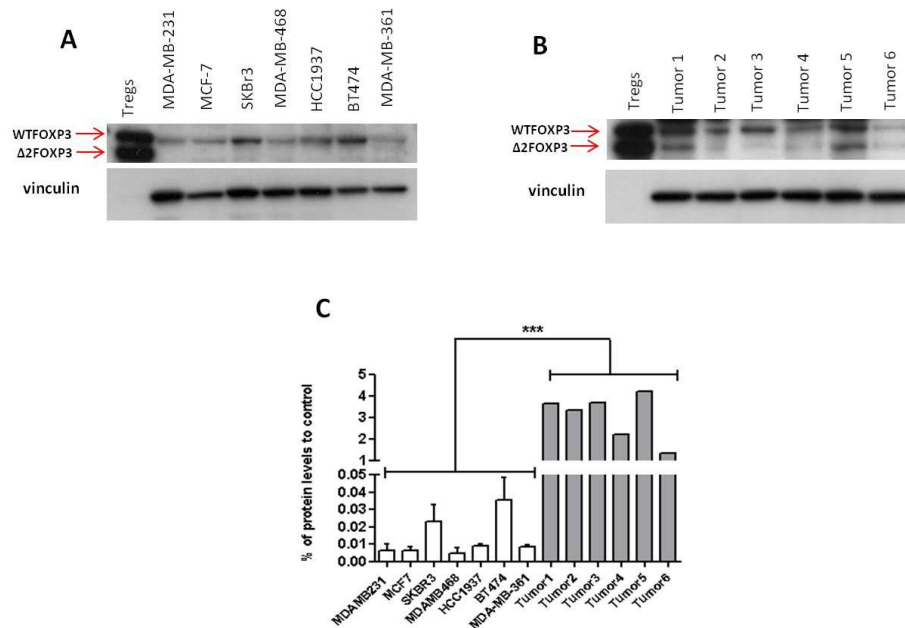 A
Tregs
MDA-MB-231
MCF-7
SKBr3
MDA-MB-468
HCC1937
BT474
MDA-MB-361
WTFOXP3
Δ2FOXP3
vinculin
B
Tregs
Tumor 1
Tumor 2
Tumor 3
Tumor 4
Tumor 5
Tumor 6
WTFOXP3
Δ2FOXP3
vinculin
C
***
% of protein levels to control
5
4
3
2
1
0.05
0.04
0.03
0.02
0.01
0.00
MDAMB231
MCF7
SKBR3
MDAMB468
HCC1937
BT474
MDA-MB-361
Tumor1
Tumor2
Tumor3
Tumor4
Tumor5
Tumor6